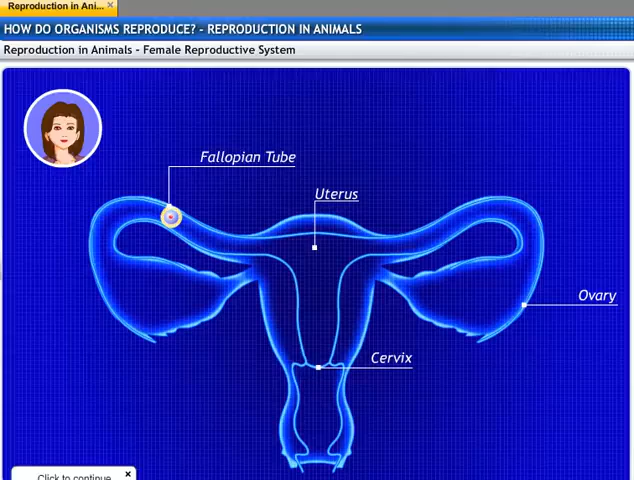 Reproduction in Ani... ×
HOW DO ORGANISMS REPRODUCE? - REPRODUCTION IN ANIMALS
Reproduction in Animals - Female Reproductive System
Fallopian Tube
Uterus
Ovary
Cervix
Click to continue ×